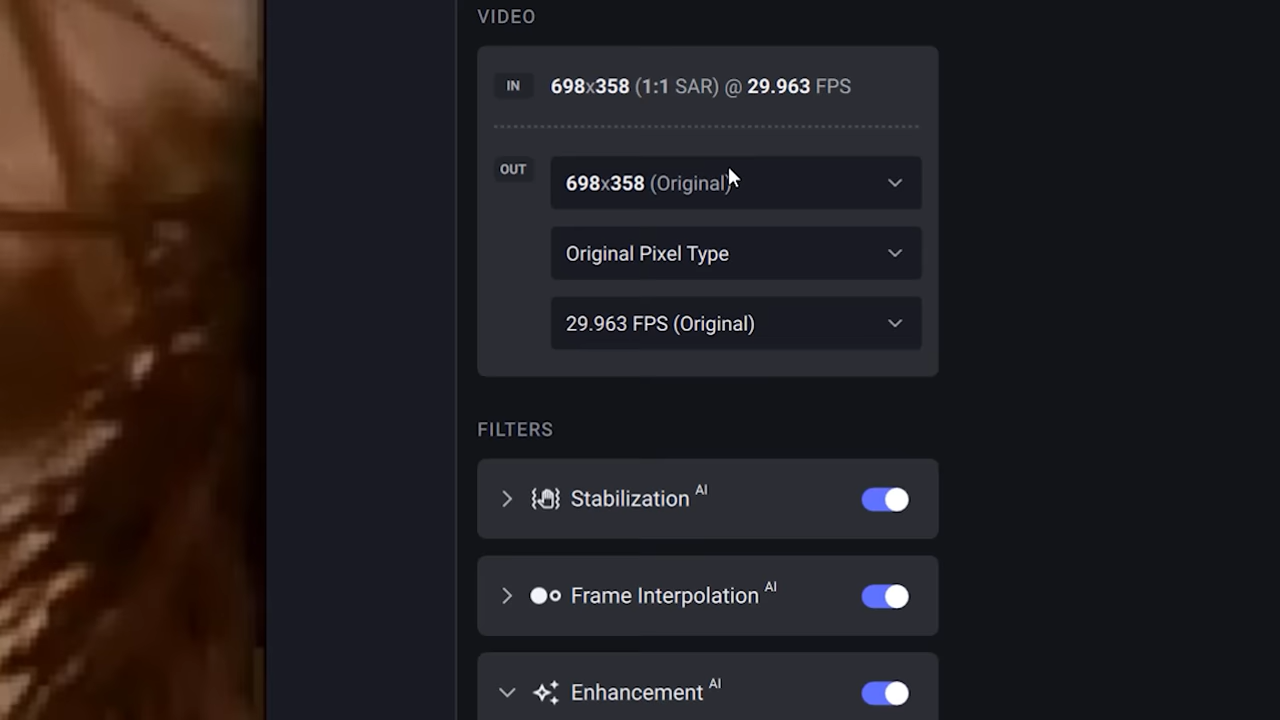 VIDEO
IN 698x358 (1:1 SAR) @ 29.963 FPS
OUT 698x358 (Original)
Original Pixel Type
29.963 FPS (Original)
FILTERS
Stabilization AI
Frame Interpolation AI
Enhancement AI